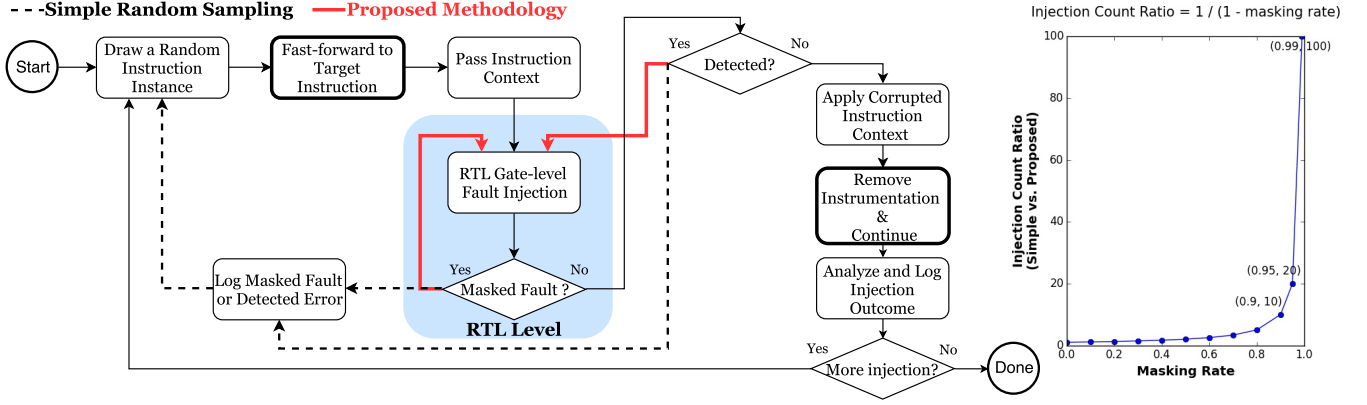 Simple Random Sampling
Proposed Methodology
Start
Draw a Random
Instruction
Instance
Fast-forward to
Target
Instruction
Pass Instruction
Context
RTL Gate-level
Fault Injection
Yes
No
Masked Fault ?
RTL Level
Log Masked Fault
or Detected Error
Yes
No
Detected?
Apply Corrupted
Instruction
Context
Remove
Instrumentation
&
Continue
Analyze and Log
Injection
Outcome
Yes
No
More injection?
Done
Injection Count Ratio = 1 / (1 - masking rate)
Injection Count Ratio
(Simple vs. Proposed)
100
80
60
40
20
0
(0.99, 100)
(0.95, 20)
(0.9, 10)
0.0
0.2
0.4
0.6
0.8
1.0
Masking Rate